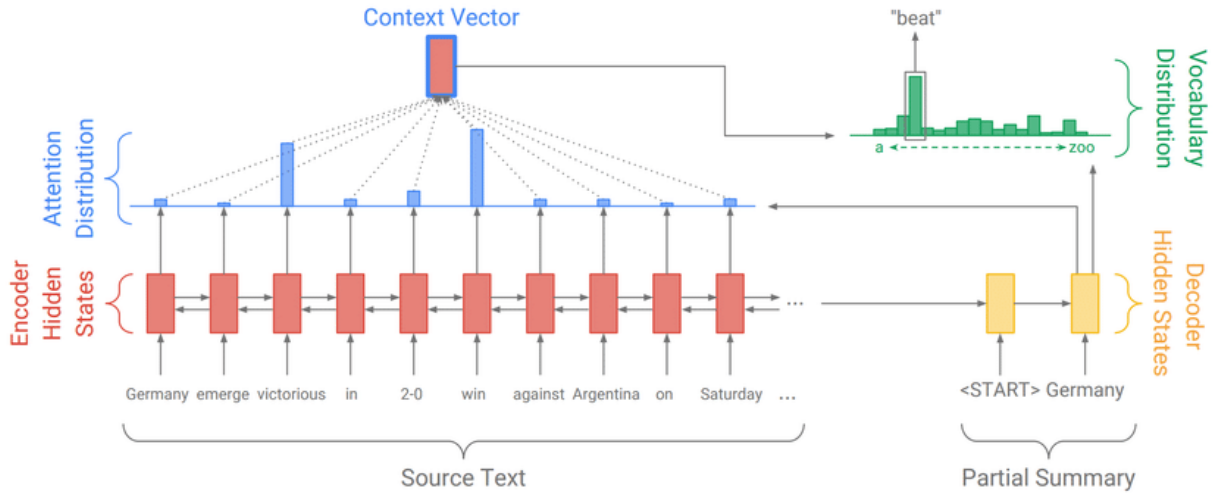 Context Vector
"beat"
Vocabulary
Distribution
a
zoo
Attention
Distribution
Encoder
Hidden
States
...
Decoder
Hidden States
Germany emerge victorious in 2-0 win against Argentina on Saturday ...
<START> Germany
Source Text
Partial Summary